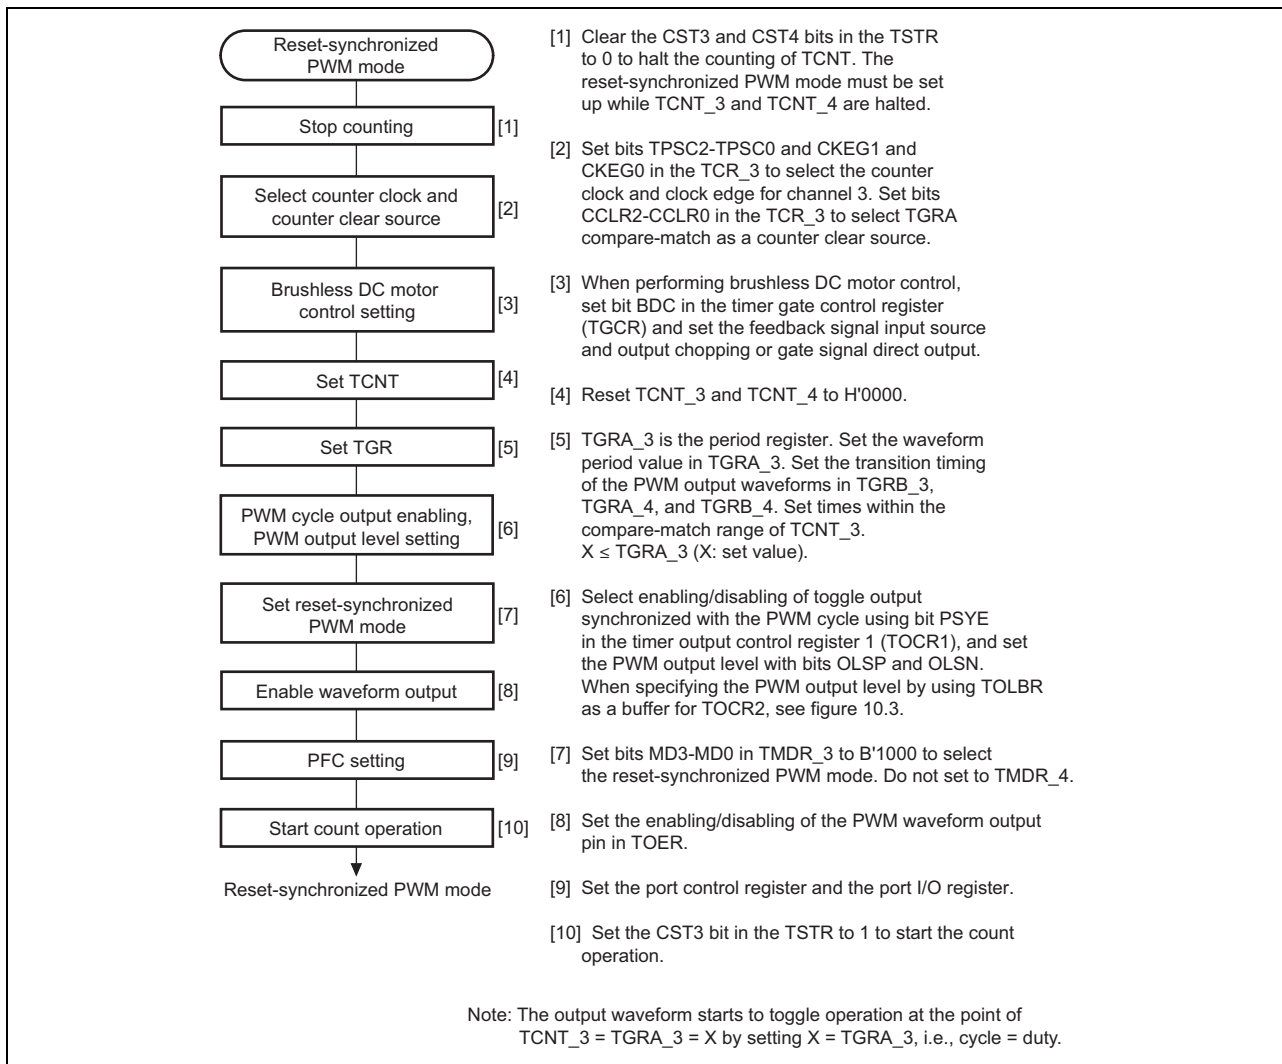 Reset-synchronized
PWM mode
Stop counting
[1]
Select counter clock and
counter clear source
[2]
Brushless DC motor
control setting
[3]
Set TCNT
[4]
Set TGR
[5]
PWM cycle output enabling,
PWM output level setting
[6]
Set reset-synchronized
PWM mode
[7]
Enable waveform output
[8]
PFC setting
[9]
Start count operation
[10]
Reset-synchronized PWM mode
[1] Clear the CST3 and CST4 bits in the TSTR
to 0 to halt the counting of TCNT. The
reset-synchronized PWM mode must be set
up while TCNT_3 and TCNT_4 are halted.
[2] Set bits TPSC2-TPSC0 and CKEG1 and
CKEG0 in the TCR_3 to select the counter
clock and clock edge for channel 3. Set bits
CCLR2-CCLR0 in the TCR_3 to select TGRA
compare-match as a counter clear source.
[3] When performing brushless DC motor control,
set bit BDC in the timer gate control register
(TGCR) and set the feedback signal input source
and output chopping or gate signal direct output.
[4] Reset TCNT_3 and TCNT_4 to H'0000.
[5] TGRA_3 is the period register. Set the waveform
period value in TGRA_3. Set the transition timing
of the PWM output waveforms in TGRB_3,
TGRA_4, and TGRB_4. Set times within the
compare-match range of TCNT_3.
X ≤ TGRA_3 (X: set value).
[6] Select enabling/disabling of toggle output
synchronized with the PWM cycle using bit PSYE
in the timer output control register 1 (TOCR1), and set
the PWM output level with bits OLSP and OLSN.
When specifying the PWM output level by using TOLBR
as a buffer for TOCR2, see figure 10.3.
[7] Set bits MD3-MD0 in TMDR_3 to B'1000 to select
the reset-synchronized PWM mode. Do not set to TMDR_4.
[8] Set the enabling/disabling of the PWM waveform output
pin in TOER.
[9] Set the port control register and the port I/O register.
[10] Set the CST3 bit in the TSTR to 1 to start the count
operation.
Note: The output waveform starts to toggle operation at the point of
TCNT_3 = TGRA_3 = X by setting X = TGRA_3, i.e., cycle = duty.